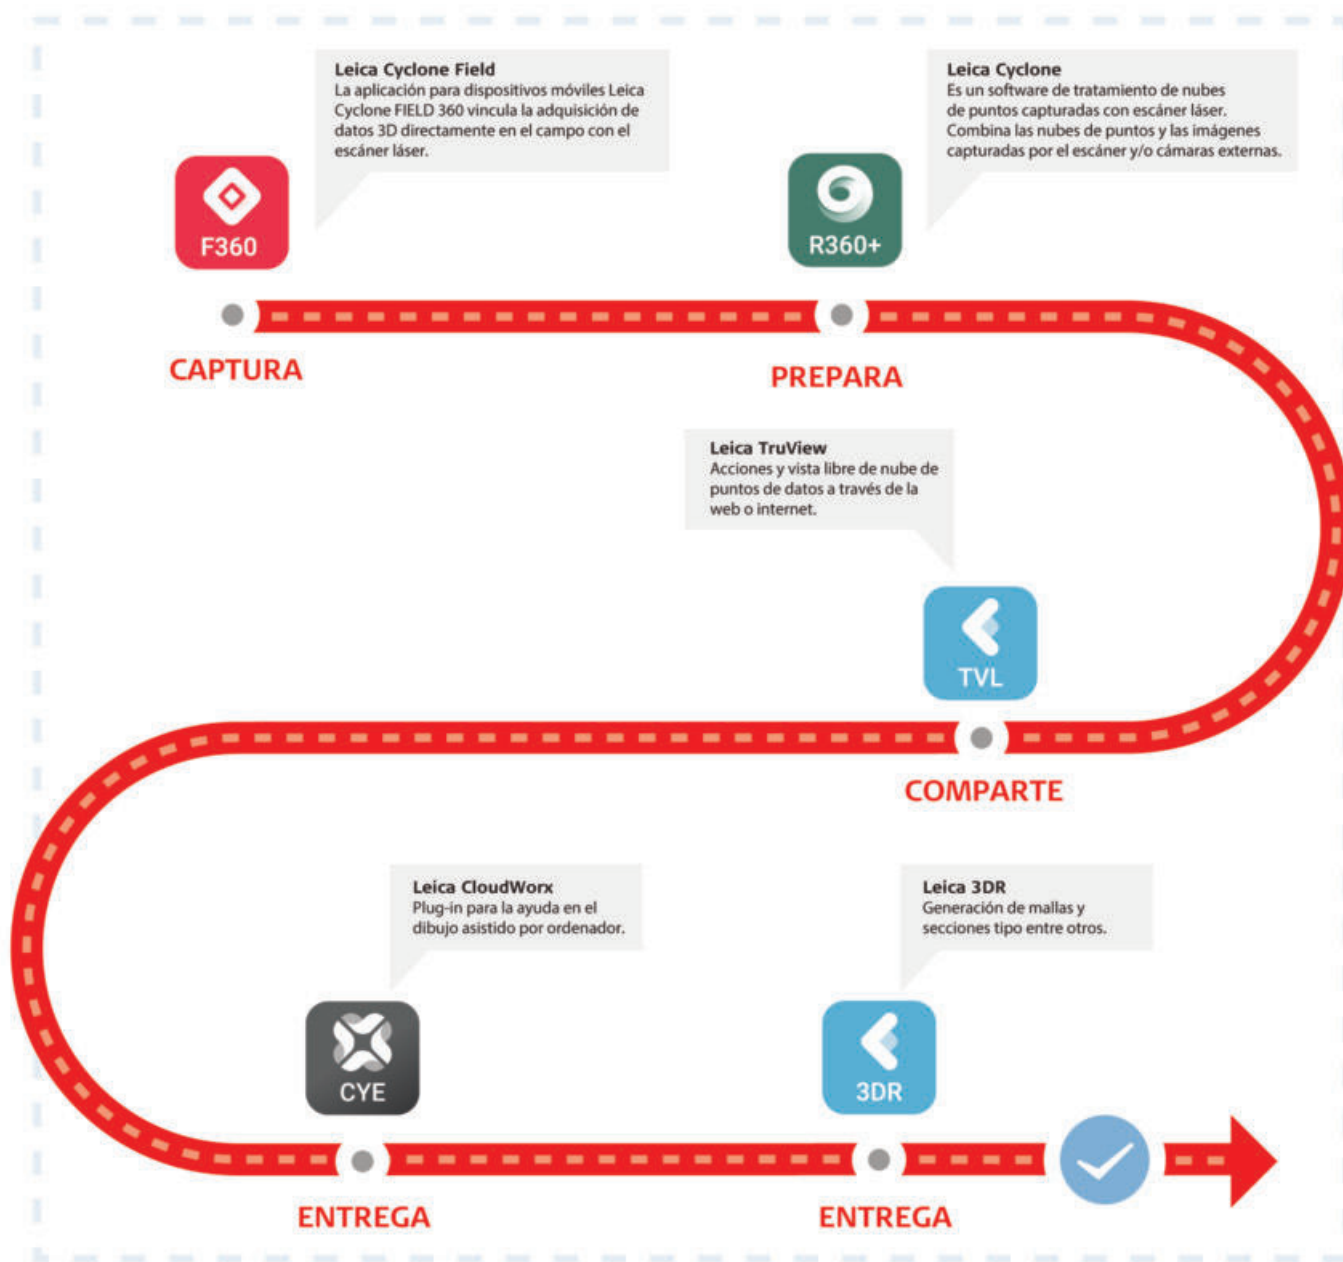 Leica Cyclone Field
La aplicación para dispositivos móviles Leica
Cyclone FIELD 360 vincula la adquisición de
datos 3D directamente en el campo con el
escáner láser.
F360
CAPTURA
Leica Cyclone
Es un software de tratamiento de nubes
de puntos capturadas con escáner láser.
Combina las nubes de puntos y las imágenes
capturadas por el escáner y/o cámaras externas.
R360+
PREPARA
Leica TruView
Acciones y vista libre de nube de
puntos de datos a través de la
web o internet.
TVL
COMPARTE
Leica CloudWorx
Plug-in para la ayuda en el
dibujo asistido por ordenador.
CYE
ENTREGA
Leica 3DR
Generación de mallas y
secciones tipo entre otros.
3DR
ENTREGA